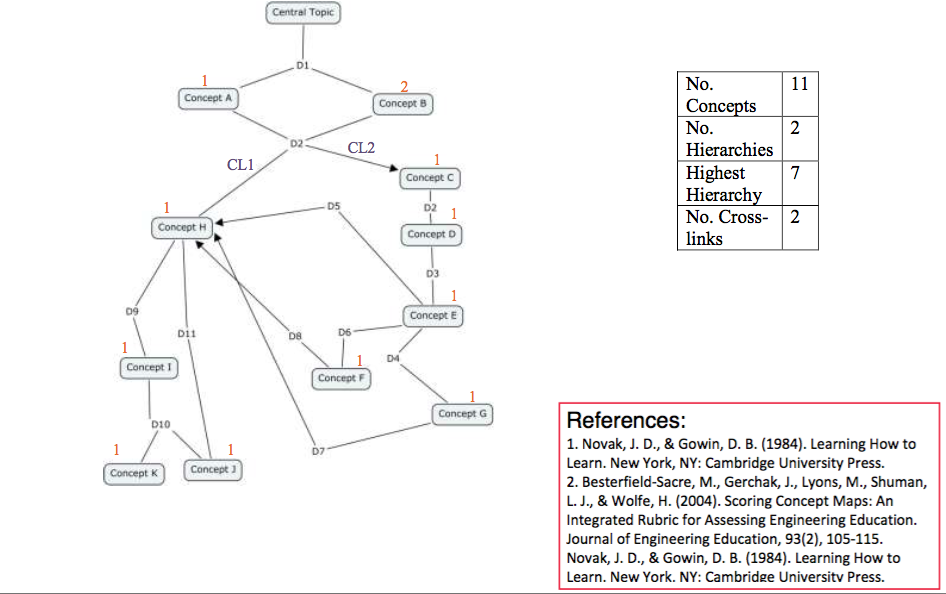 Central Topic
D1
1
Concept A
2
Concept B
D2
CL1
CL2
1
Concept C
D2
1
Concept D
D3
1
Concept H
D5
1
Concept E
D9
D11
D8
D6
D4
1
Concept I
1
Concept F
1
Concept G
D10
D7
1
Concept K
1
Concept J
No. 11
Concepts
No. 2
Hierarchies
Highest 7
Hierarchy
No. Cross- 2
links
References:
1. Novak, J. D., & Gowin, D. B. (1984). Learning How to
Learn. New York, NY: Cambridge University Press.
2. Besterfield-Sacre, M., Gerchak, J., Lyons, M., Shuman,
L. J., & Wolfe, H. (2004). Scoring Concept Maps: An
Integrated Rubric for Assessing Engineering Education.
Journal of Engineering Education, 93(2), 105-115.
Novak, J. D., & Gowin, D. B. (1984). Learning How to
Learn. New York. NY: Cambridge University Press.